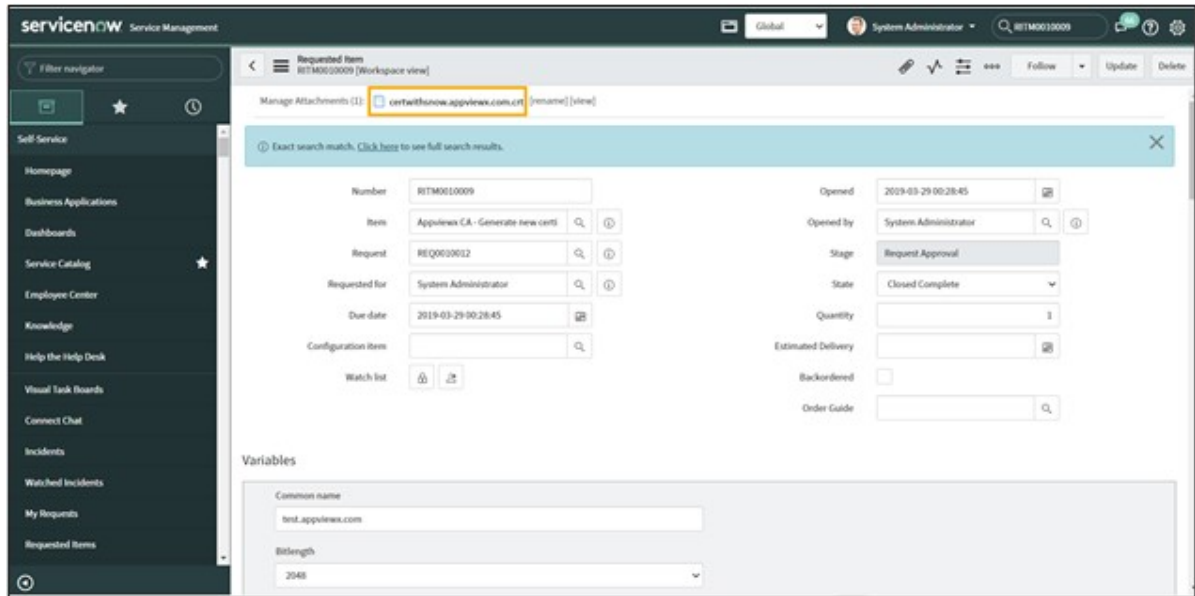 servicenow Service Management
Global
System Administrator
RITM0010009
Filter navigator
Self-Service
Homepage
Business Applications
Dashboards
Service Catalog
Employee Center
Knowledge
Help the Help Desk
Visual Task Boards
Connect Chat
Incidents
Watched Incidents
My Requests
Requested Items
Requested Item
RITM0010009 [Workspace view]
Follow
Update
Delete
Manage Attachments (1): certwithsnow.appviewx.com.crt [rename] [view]
Exact search match. Click here to see full search results.
Number RITM0010009
Item Appviewx CA - Generate new certi
Request REQ0010012
Requested for System Administrator
Due date 2019-03-29 00:28:45
Configuration item
Watch list
Opened 2019-03-29 00:28:45
Opened by System Administrator
Stage Request Approval
State Closed Complete
Quantity 1
Estimated Delivery
Backordered
Order Guide
Variables
Common name
test.appviewx.com
Bitlength
2048